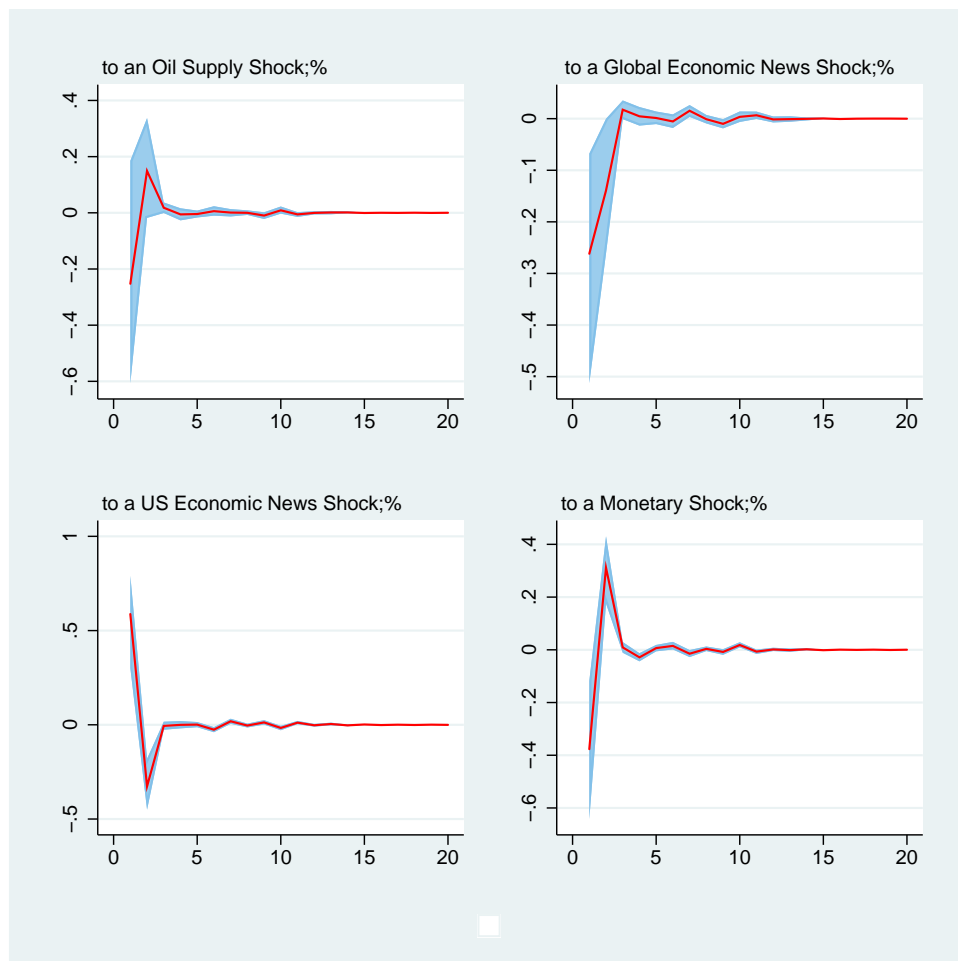 to an Oil Supply Shock;%
.4
.2
0
-.2
-.4
-.6
0 5 10 15 20
to a Global Economic News Shock;%
0
-.1
-.2
-.3
-.4
-.5
0 5 10 15 20
to a US Economic News Shock;%
1
.5
0
-.5
0 5 10 15 20
to a Monetary Shock;%
.4
.2
0
-.2
-.4
-.6
0 5 10 15 20